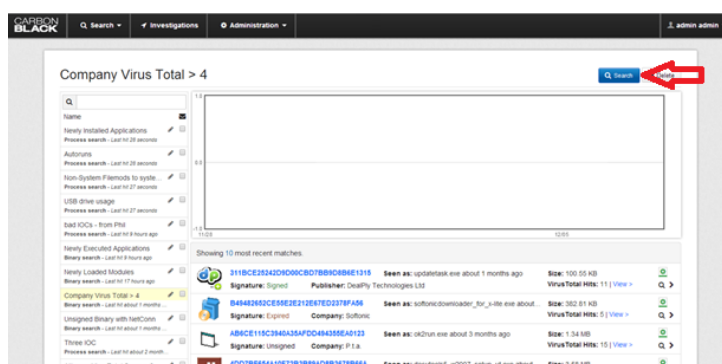 CARBON
BLACK
Search
Investigations
Administration
admin admin
Company Virus Total > 4
Search
Delete
Name
Newly Installed Applications
Process search - Last hit 28 seconds
Autoruns
Process search - Last hit 28 seconds
Non-System Filemods to syste...
Process search - Last hit 27 seconds
USB drive usage
Process search - Last hit 27 seconds
bad IOCs - from Phil
Process search - Last hit 8 hours ago
Newly Executed Applications
Binary search - Last hit 8 hours ago
Newly Loaded Modules
Binary search - Last hit 17 hours ago
Company Virus Total > 4
Binary search - Last hit about 1 months ...
Unsigned Binary with NetConn
Binary search - Last hit about 1 months ...
Three IOC
Process search - Last hit about 2 month...
1.0
0.0
-1.0
11/28
12/05
Showing 10 most recent matches.
311BCE25242D9D00CBD7BB9D8B6E1315 Seen as: updatetask.exe about 1 months ago Size: 100.55 KB
Signature: Signed Publisher: DealPly Technologies Ltd VirusTotal Hits: 11 | View >
B49482652CE55E2E212E67ED2378FA56 Seen as: softonicdownloader_for_x-lite.exe about... Size: 382.81 KB
Signature: Expired Company: Softonic VirusTotal Hits: 5 | View >
AB6CE115C3940A35AFDD494355EA0123 Seen as: ok2run.exe about 3 months ago Size: 1.34 MB
Signature: Unsigned Company: P.t.a. VirusTotal Hits: 15 | View >